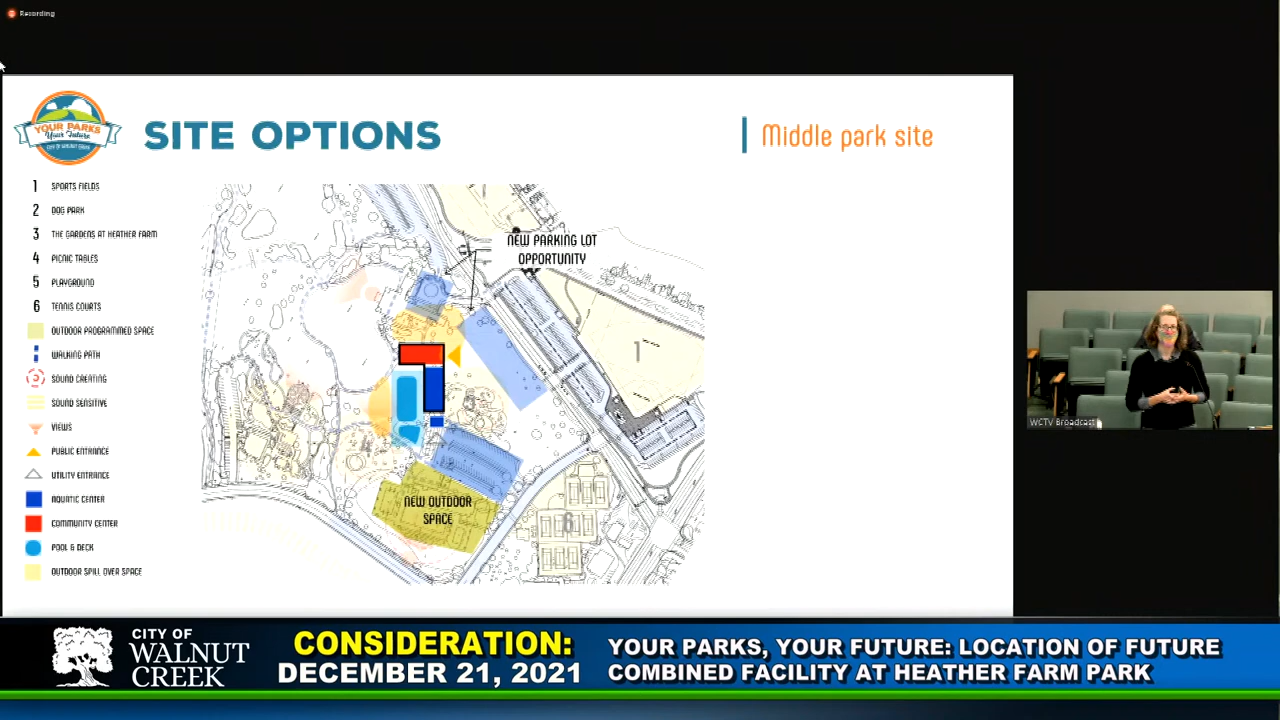 Recording
YOUR PARKS
Your Future
CITY OF WALNUT CREEK
SITE OPTIONS
Middle park site
1 SPORTS FIELDS
2 DOG PARK
3 THE GARDENS AT HEATHER FARM
4 PICNIC TABLES
5 PLAYGROUND
6 TENNIS COURTS
OUTDOOR PROGRAMMED SPACE
WALKING PATH
SOUND CREATING
SOUND SENSITIVE
VIEWS
PUBLIC ENTRANCE
UTILITY ENTRANCE
AQUATIC CENTER
COMMUNITY CENTER
POOL & DECK
OUTDOOR SPILL OVER SPACE
NEW PARKING LOT
OPPORTUNITY
1
NEW OUTDOOR
SPACE
6
WCTV Broadcast
CITY OF
WALNUT
CREEK
CONSIDERATION:
DECEMBER 21, 2021
YOUR PARKS, YOUR FUTURE: LOCATION OF FUTURE
COMBINED FACILITY AT HEATHER FARM PARK